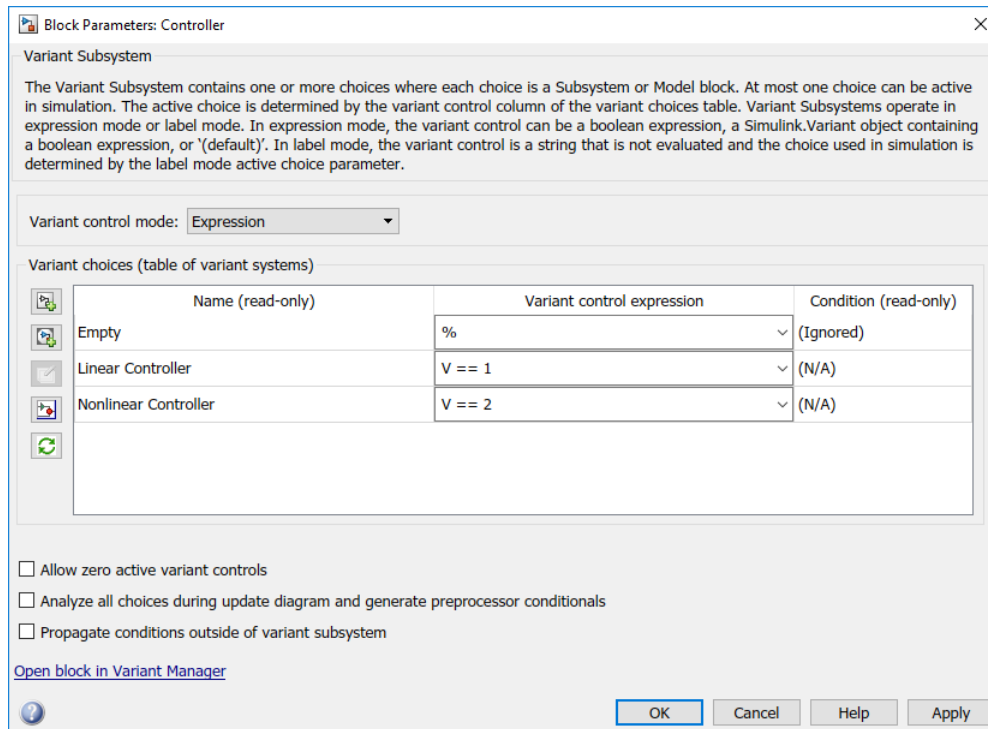 Block Parameters: Controller
Variant Subsystem
The Variant Subsystem contains one or more choices where each choice is a Subsystem or Model block. At most one choice can be active
in simulation. The active choice is determined by the variant control column of the variant choices table. Variant Subsystems operate in
expression mode or label mode. In expression mode, the variant control can be a boolean expression, a Simulink.Variant object containing
a boolean expression, or '(default)'. In label mode, the variant control is a string that is not evaluated and the choice used in simulation is
determined by the label mode active choice parameter.
Variant control mode: Expression
Variant choices (table of variant systems)
Name (read-only) Variant control expression Condition (read-only)
Empty % (Ignored)
Linear Controller V == 1 (N/A)
Nonlinear Controller V == 2 (N/A)
Allow zero active variant controls
Analyze all choices during update diagram and generate preprocessor conditionals
Propagate conditions outside of variant subsystem
Open block in Variant Manager
? OK Cancel Help Apply